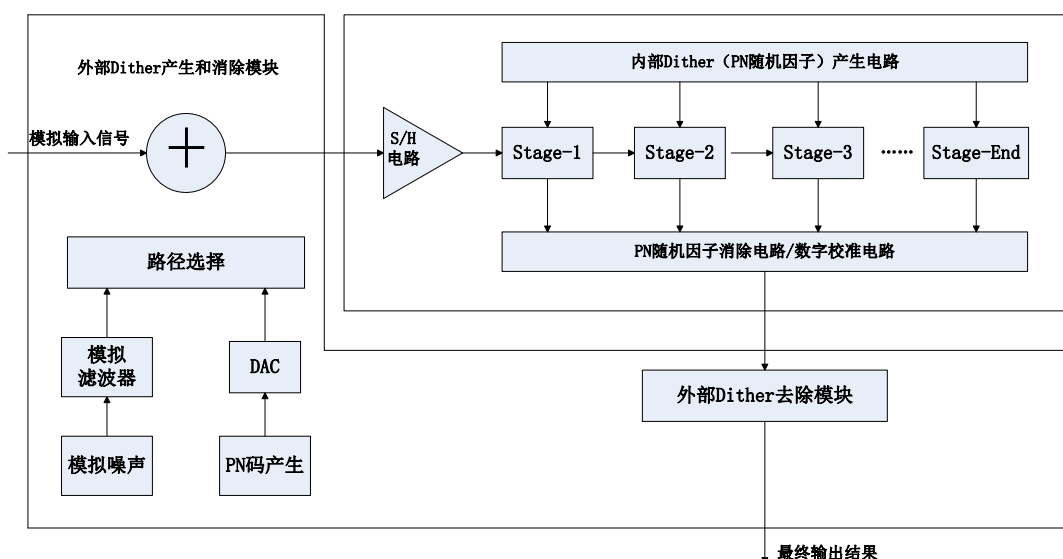 外部Dither产生和消除模块
模拟输入信号
S/H
电路
内部Dither（PN随机因子）产生电路
Stage-1
Stage-2
Stage-3
……
Stage-End
PN随机因子消除电路/数字校准电路
路径选择
模拟
滤波器
DAC
模拟噪声
PN码产生
外部Dither去除模块
最终输出结果